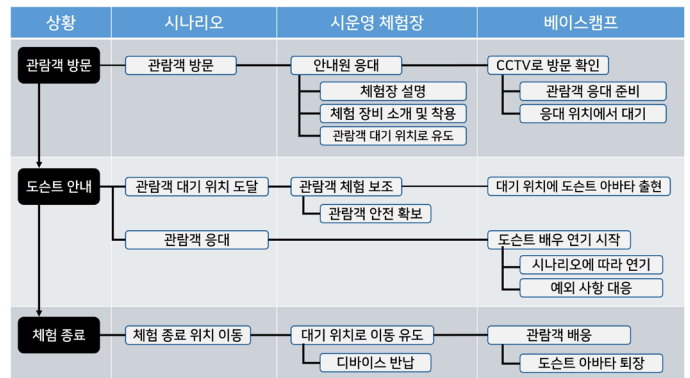 상황 시나리오 시운영 체험장 베이스캠프
관람객 방문 관람객 방문 안내원 응대 CCTV로 방문 확인
체험장 설명 관람객 응대 준비
체험 장비 소개 및 착용 응대 위치에서 대기
관람객 대기 위치로 유도
도슨트 안내 관람객 대기 위치 도달 관람객 체험 보조 대기 위치에 도슨트 아바타 출현
관람객 안전 확보
관람객 응대 도슨트 배우 연기 시작
시나리오에 따라 연기
예외 사항 대응
체험 종료 체험 종료 위치 이동 대기 위치로 이동 유도 관람객 배웅
디바이스 반납 도슨트 아바타 퇴장